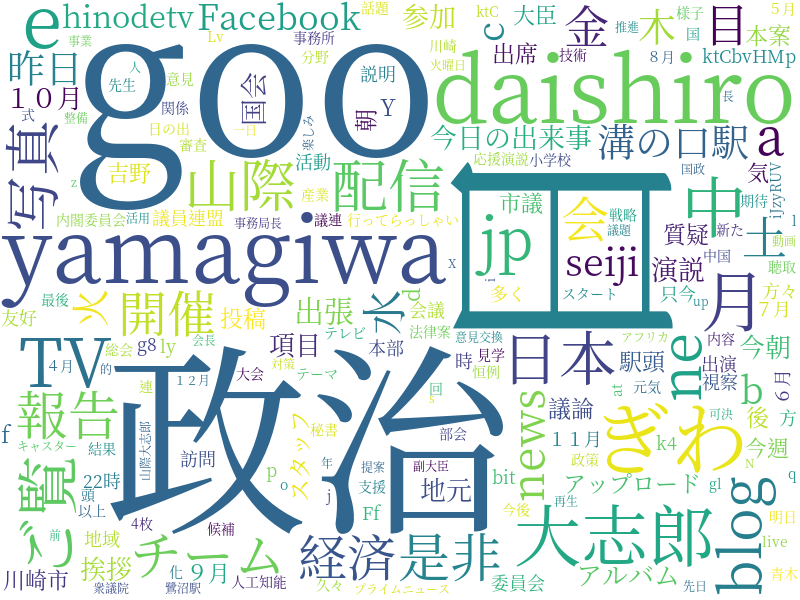 e
hinodetv
Facebook
話題
ktC
大臣
様子
５月
推進
事業
Lv
事務所
参加
c
金
目
国
本案
昨日
先生
人
意見
分野
川崎
出席
技術
木
８月
ktCbvHMp
goo
国会
説明
火曜日
daishiro
長
１０月
関係
朝
Y
今日の出来事
溝の口駅
a
式
整備
日の出
一日
審査
楽しみ
応援演説
小学校
写真
吉野
山際
活動
配信
国政
気
ijzyRUV
z
産業
市議
中
期待
内閣委員会
活用
議員連盟
事務局長
議連
行ってらっしゃい
jp
会
戦略
議題
質疑
新た
土
l
動画
yamagiwa
x
seiji
演説
中国
聴取
日
最後
火
開催
出張
d
水
会議
多く
i
スタート
只今
up
月
方々
７月
友好
投稿
テレビ
法律案
TV
４月
総会
会長
g8
ly
項目
本部
意見交換
時
見学
日本
アフリカ
駅頭
ne
内容
今朝
的
１２月
対策
テーマ
恒例
出演
視察
６月
報告
連
大会
政治
回
s
at
元気
b
ぎわ
news
議論
後
方
f
キャスター
結果
山際大志郎
スタッフ
秘書
部会
１１月
k4
可決
今週
ご覧
22時
訪問
p
年
提案
副大臣
政策
頭
以上
o
j
支援
地元
bit
アップロード
gl
N
q
blog
Ff
今後
再生
明日
前
4枚
候補
経済
是非
大志郎
live
地域
チーム
挨拶
９月
化
人工知能
久々
委員会
アルバム
青木
川崎市
衆議院
鷺沼駅
プライムニュース
先日